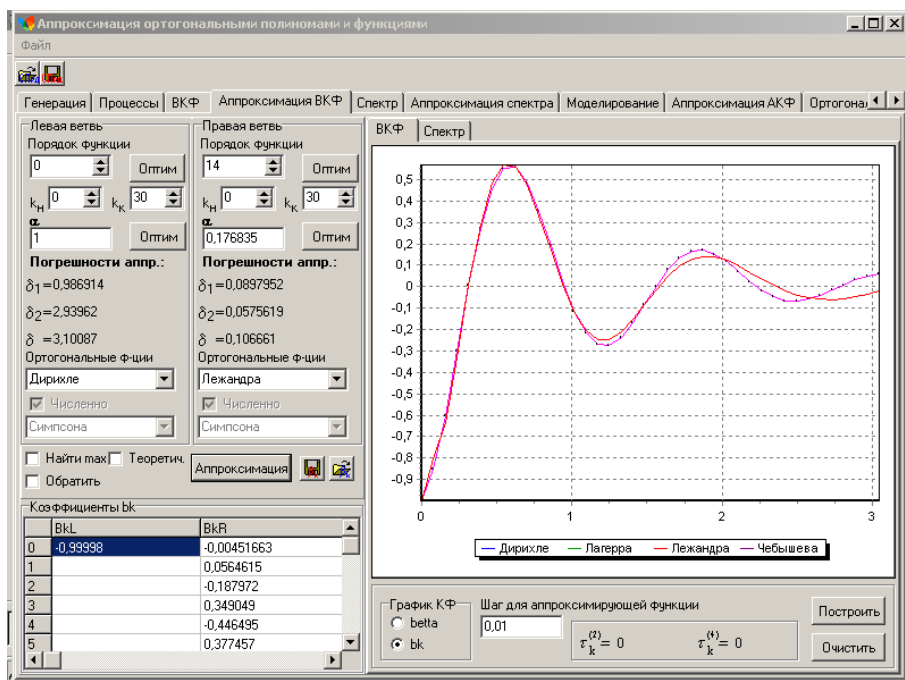 Аппроксимация ортогональными полиномами и функциями
Файл
Генерация Процессы ВКФ Аппроксимация ВКФ Спектр Аппроксимация спектра Моделирование Аппроксимация АКФ
Левая ветвь
Порядок функции
0 Оптим
kН 0 kК 30
α
1 Оптим
Погрешности аппр.:
δ1=0,986914
δ2=2,93962
δ =3,10087
Ортогональные ф-ции
Дирихле
Численно
Симпсона
Правая ветвь
Порядок функции
14 Оптим
kН 0 kК 30
α
0,176835 Оптим
Погрешности аппр.:
δ1=0,0897952
δ2=0,0575619
δ =0,106661
Ортогональные ф-ции
Лежандра
Численно
Симпсона
Найти max Теоретич.
Обратить
Аппроксимация
Коэффициенты bk
BkL BkR
0 -0,99998 -0,00451663
1 0,0564615
2 -0,187972
3 0,349049
4 -0,446495
5 0,377457
ВКФ Спектр
0,5
0,4
0,3
0,2
0,1
0
-0,1
-0,2
-0,3
-0,4
-0,5
-0,6
-0,7
-0,8
-0,9
0 1 2 3
Дирихле Лагерра Лежандра Чебышева
График КФ
betta
bk
Шаг для аппроксимирующей функции
0,01
τk(2)= 0 τk(4)= 0
Построить
Очистить